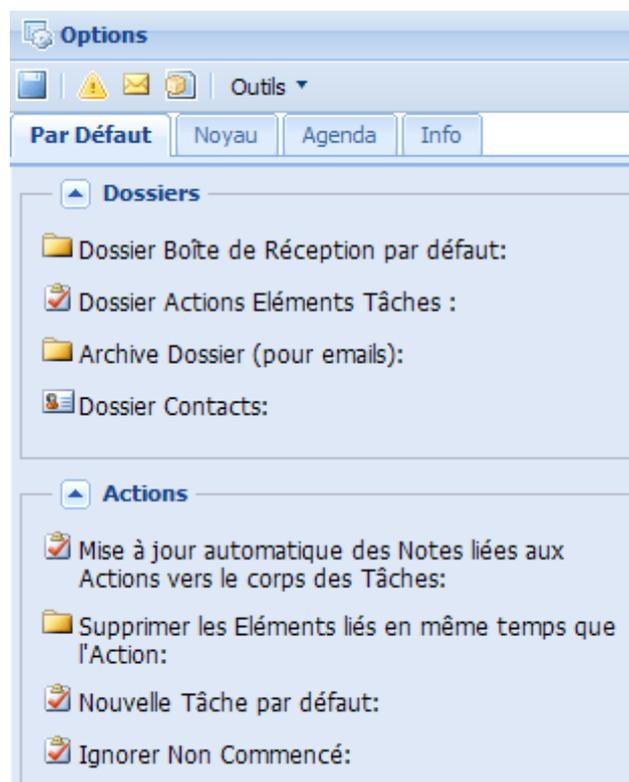 Options
Outils
Par Défaut Noyau Agenda Info
Dossiers
Dossier Boîte de Réception par défaut:
Dossier Actions Eléments Tâches :
Archive Dossier (pour emails):
Dossier Contacts:
Actions
Mise à jour automatique des Notes liées aux
Actions vers le corps des Tâches:
Supprimer les Eléments liés en même temps que
l'Action:
Nouvelle Tâche par défaut:
Ignorer Non Commencé: